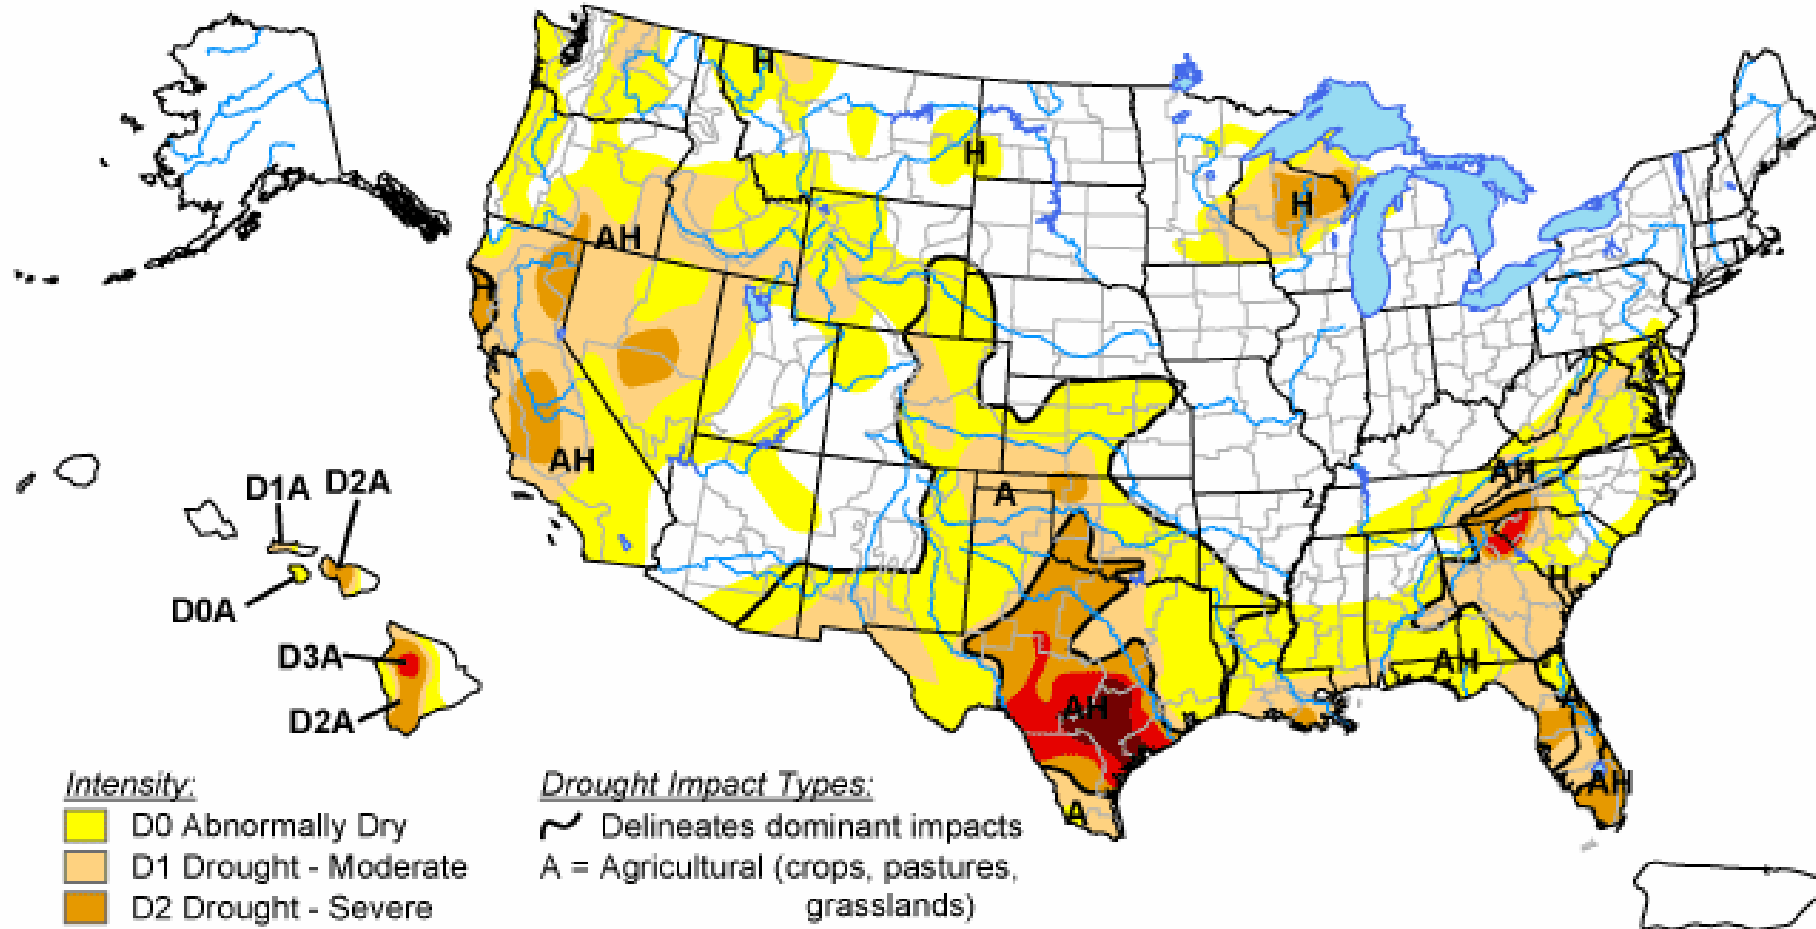 H
H
H
AH
H
AH
D1A D2A
D0A
D3A
D2A
A
AH
H
AH
A
AH
AH
A
Intensity:
D0 Abnormally Dry
D1 Drought - Moderate
D2 Drought - Severe
Drought Impact Types:
Delineates dominant impacts
A = Agricultural (crops, pastures,
grasslands)